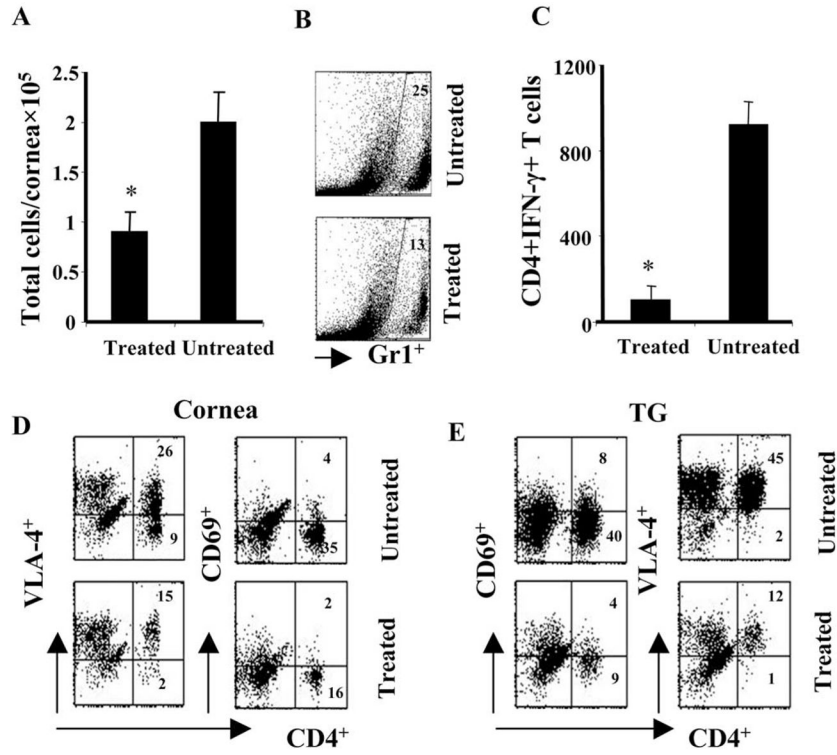 A
Total cells/cornea×10⁵
2.5
2
1.5
1
0.5
0
*
Treated Untreated
B
25
Untreated
13
Treated
Gr1⁺
C
CD4+IFN-γ+ T cells
1200
800
400
0
*
Treated Untreated
D
Cornea
VLA-4⁺
26
9
15
2
CD69⁺
4
35
2
16
Untreated
Treated
CD4⁺
E
TG
CD69⁺
8
40
4
9
VLA-4⁺
45
2
12
1
Untreated
Treated
CD4⁺